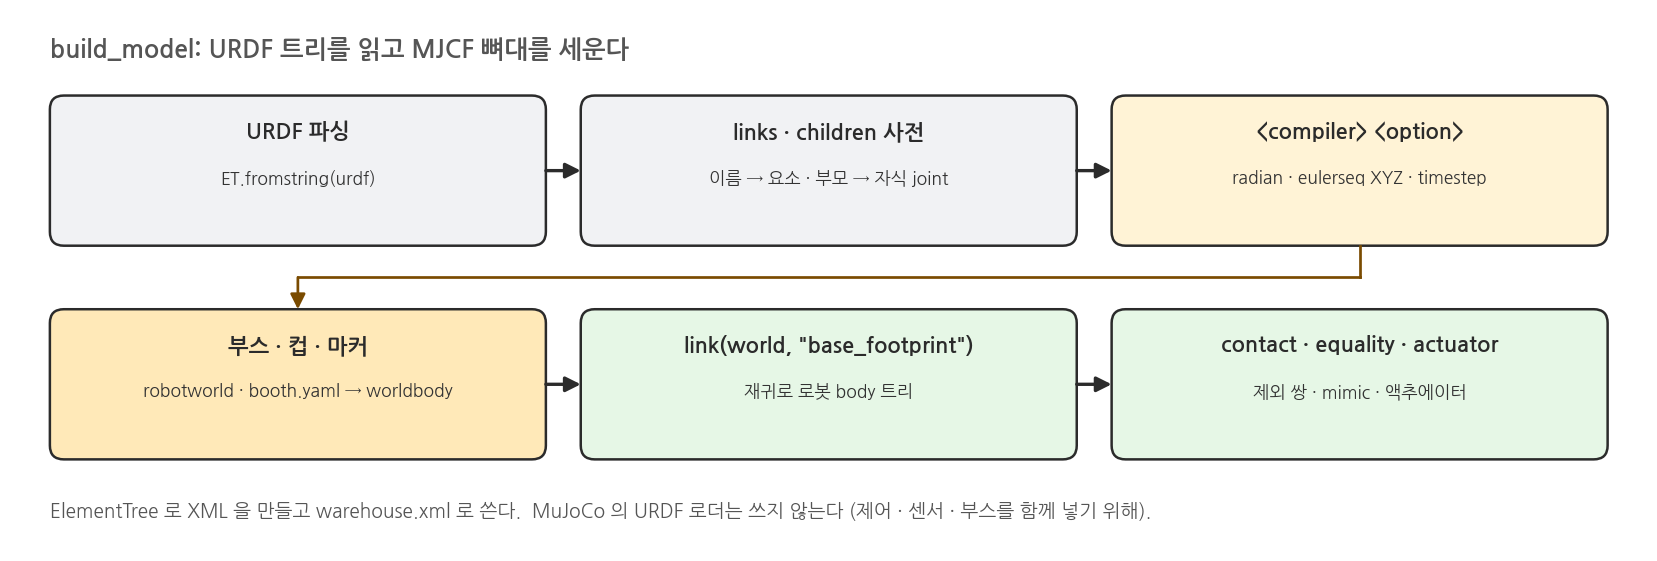 build_model: URDF 트리를 읽고 MJCF 뼈대를 세운다
URDF 파싱
ET.fromstring(urdf)
links · children 사전
이름 → 요소 · 부모 → 자식 joint
<compiler> <option>
radian · eulerseq XYZ · timestep
부스 · 컵 · 마커
robotworld · booth.yaml → worldbody
link(world, "base_footprint")
재귀로 로봇 body 트리
contact · equality · actuator
제외 쌍 · mimic · 액추에이터
ElementTree 로 XML 을 만들고 warehouse.xml 로 쓴다. MuJoCo 의 URDF 로더는 쓰지 않는다 (제어 · 센서 · 부스를 함께 넣기 위해).